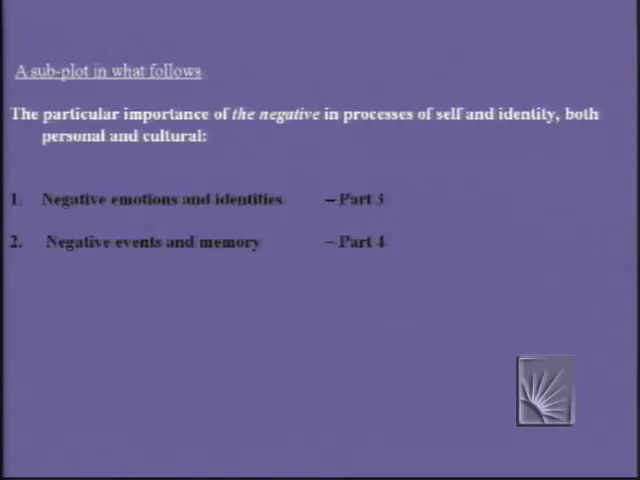 A sub-plot in what follows
The particular importance of the negative in processes of self and identity, both
personal and cultural:
1. Negative emotions and identities – Part 3
2. Negative events and memory – Part 4